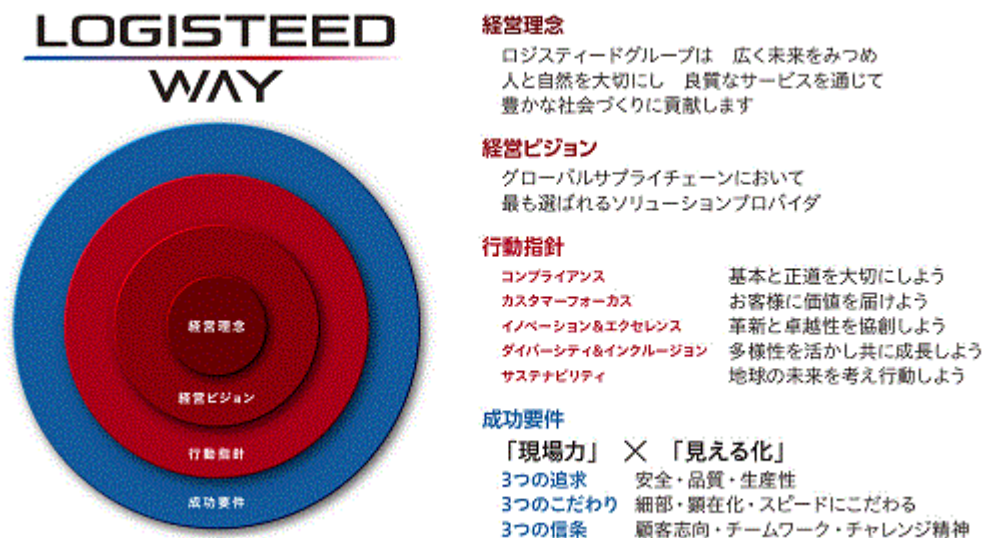 LOGISTEED
WAY
経営理念
経営ビジョン
行動指針
成功要件
経営理念
ロジスティードグループは　広く未来をみつめ
人と自然を大切にし　良質なサービスを通じて
豊かな社会づくりに貢献します
経営ビジョン
グローバルサプライチェーンにおいて
最も選ばれるソリューションプロバイダ
行動指針
コンプライアンス　基本と正道を大切にしよう
カスタマーフォーカス　お客様に価値を届けよう
イノベーション&エクセレンス　革新と卓越性を協創しよう
ダイバーシティ&インクルージョン　多様性を活かし共に成長しよう
サステナビリティ　地球の未来を考え行動しよう
成功要件
「現場力」×「見える化」
3つの追求　安全・品質・生産性
3つのこだわり　細部・顕在化・スピードにこだわる
3つの信条　顧客志向・チームワーク・チャレンジ精神